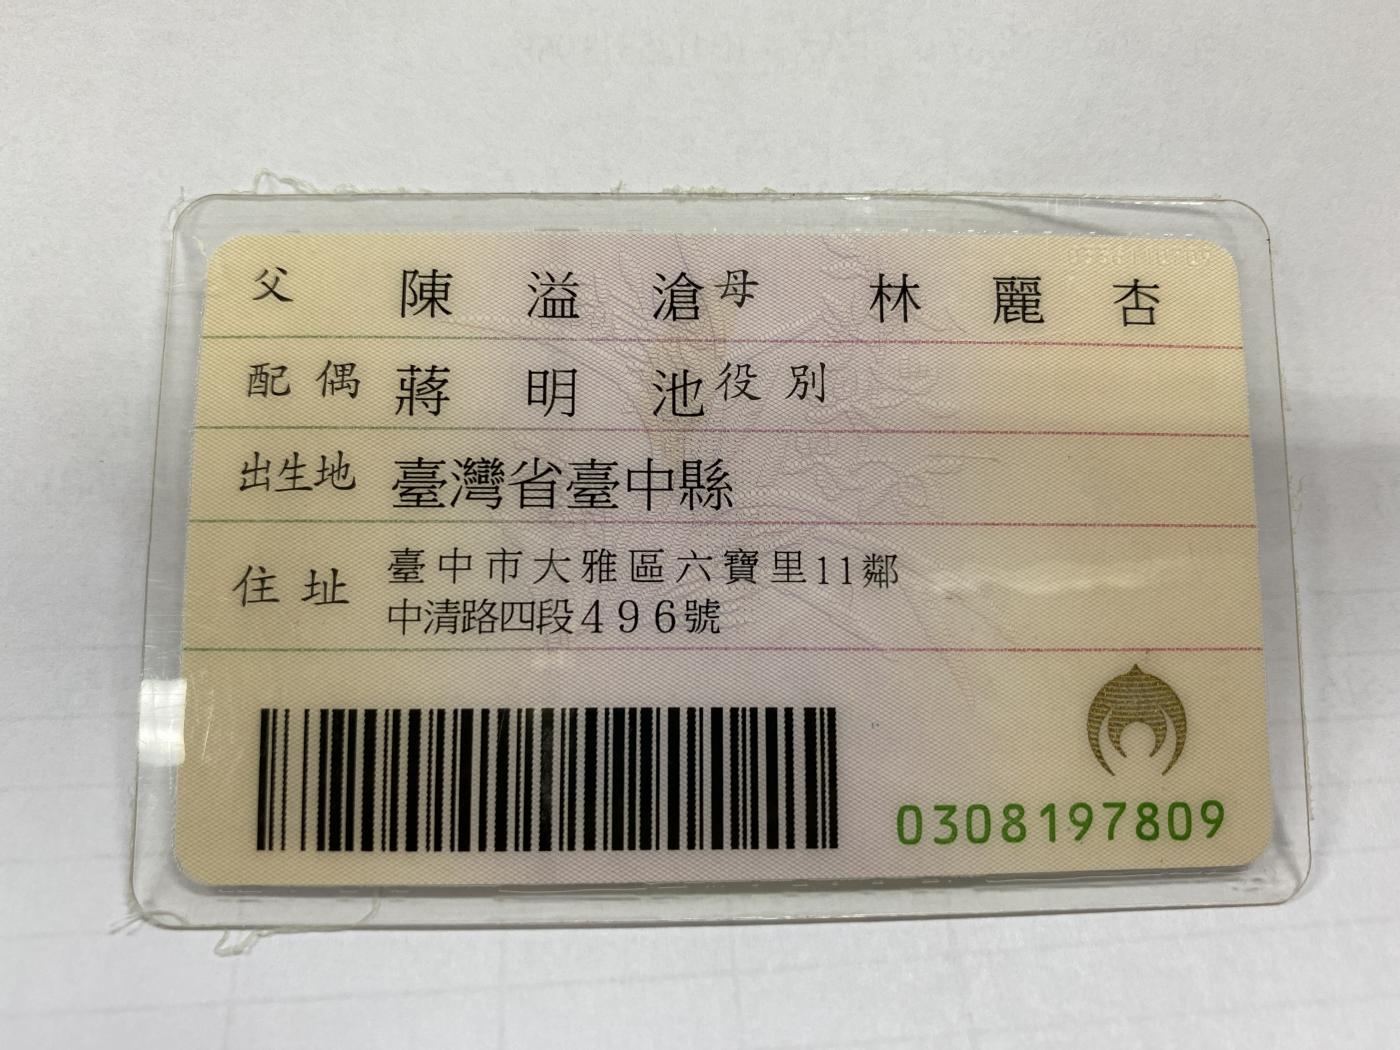 父 陳溢滄 母 林麗杏
配偶 蔣明池 役別
出生地 臺灣省臺中縣
住址 臺中市大雅區六寶里11鄰
中清路四段496號
0308197809